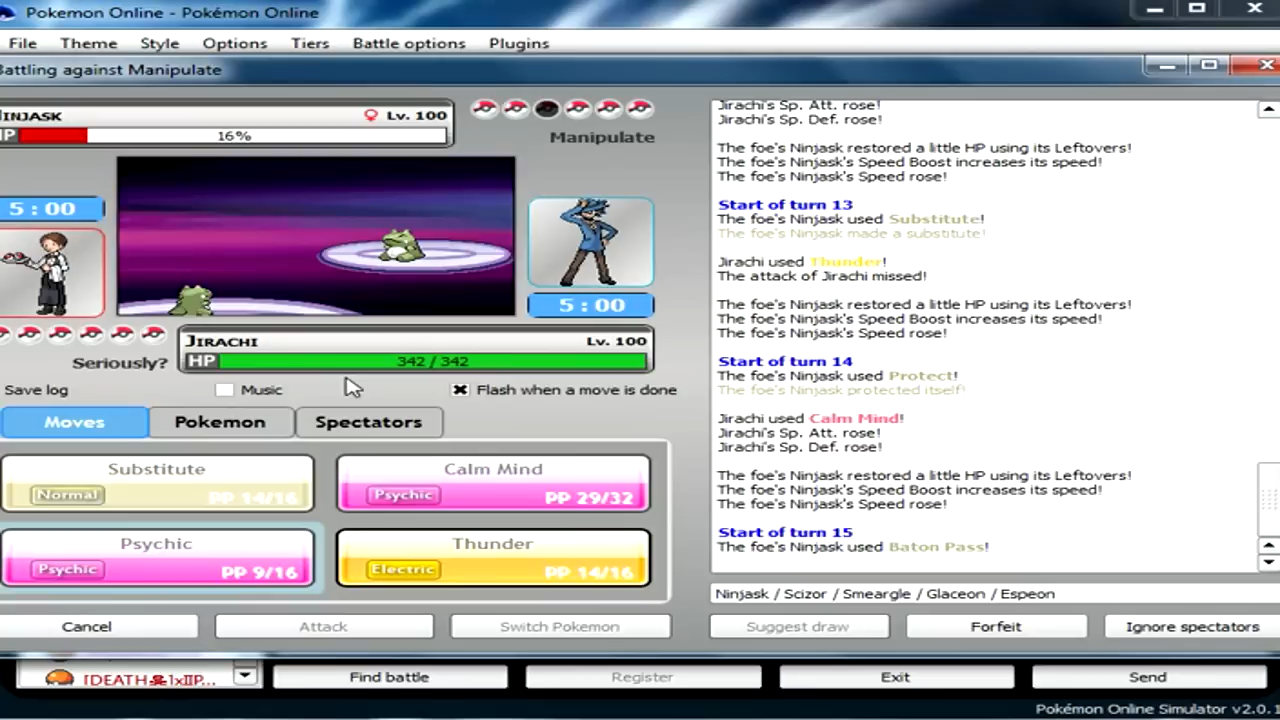 Pokemon Online - Pokémon Online
File Theme Style Options Tiers Battle options Plugins
Battling against Manipulate
NINJASK Lv. 100
HP 16%
Manipulate
5:00
5:00
JIRACHI Lv. 100
HP 342 / 342
Seriously?
Save log Music Flash when a move is done
Moves Pokemon Spectators
Substitute
Normal PP 14/16
Calm Mind
Psychic PP 29/32
Psychic
Psychic PP 9/16
Thunder
Electric PP 14/16
Cancel Attack Switch Pokemon
Jirachi's Sp. Att. rose!
Jirachi's Sp. Def. rose!
The foe's Ninjask restored a little HP using its Leftovers!
The foe's Ninjask's Speed Boost increases its speed!
The foe's Ninjask's Speed rose!
Start of turn 13
The foe's Ninjask used Substitute!
The foe's Ninjask made a substitute!
Jirachi used Thunder!
The attack of Jirachi missed!
The foe's Ninjask restored a little HP using its Leftovers!
The foe's Ninjask's Speed Boost increases its speed!
The foe's Ninjask's Speed rose!
Start of turn 14
The foe's Ninjask used Protect!
The foe's Ninjask protected itself!
Jirachi used Calm Mind!
Jirachi's Sp. Att. rose!
Jirachi's Sp. Def. rose!
The foe's Ninjask restored a little HP using its Leftovers!
The foe's Ninjask's Speed Boost increases its speed!
The foe's Ninjask's Speed rose!
Start of turn 15
The foe's Ninjask used Baton Pass!
Ninjask / Scizor / Smeargle / Glaceon / Espeon
Suggest draw Forfeit Ignore spectators
Find battle Register Exit Send
Pokémon Online Simulator v2.0.1